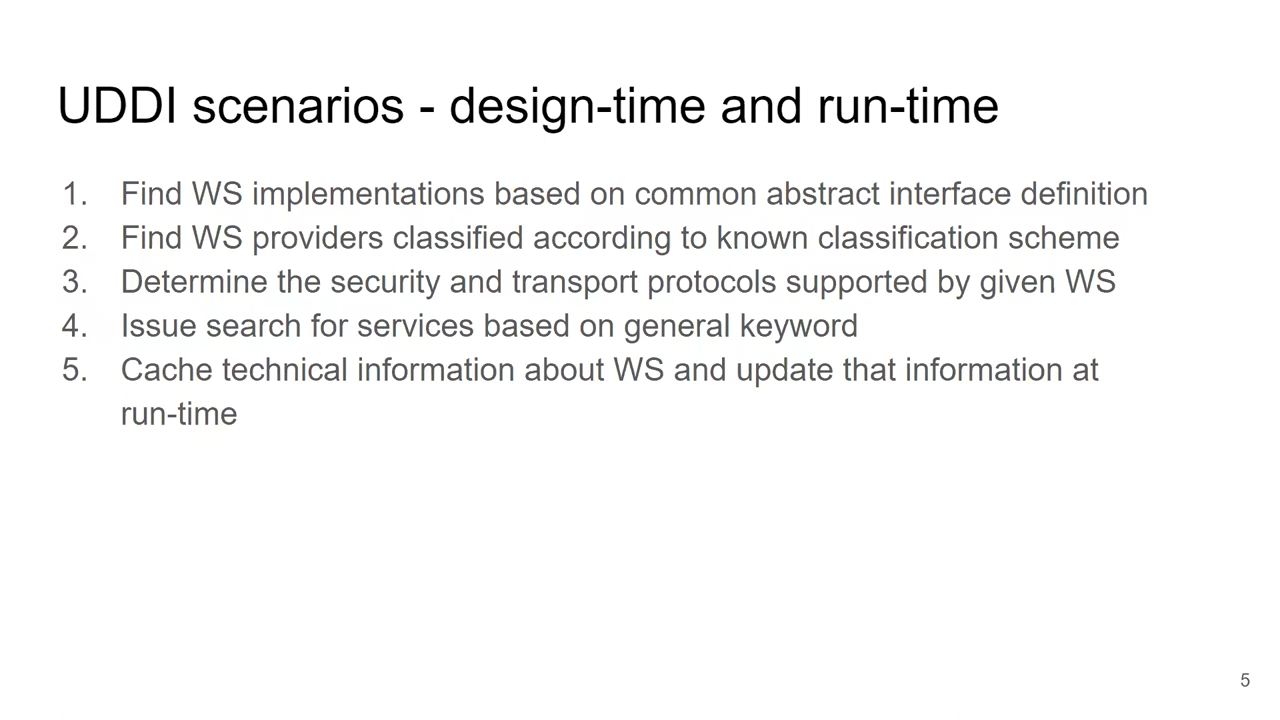 UDDI scenarios - design-time and run-time
1. Find WS implementations based on common abstract interface definition
2. Find WS providers classified according to known classification scheme
3. Determine the security and transport protocols supported by given WS
4. Issue search for services based on general keyword
5. Cache technical information about WS and update that information at
run-time
5